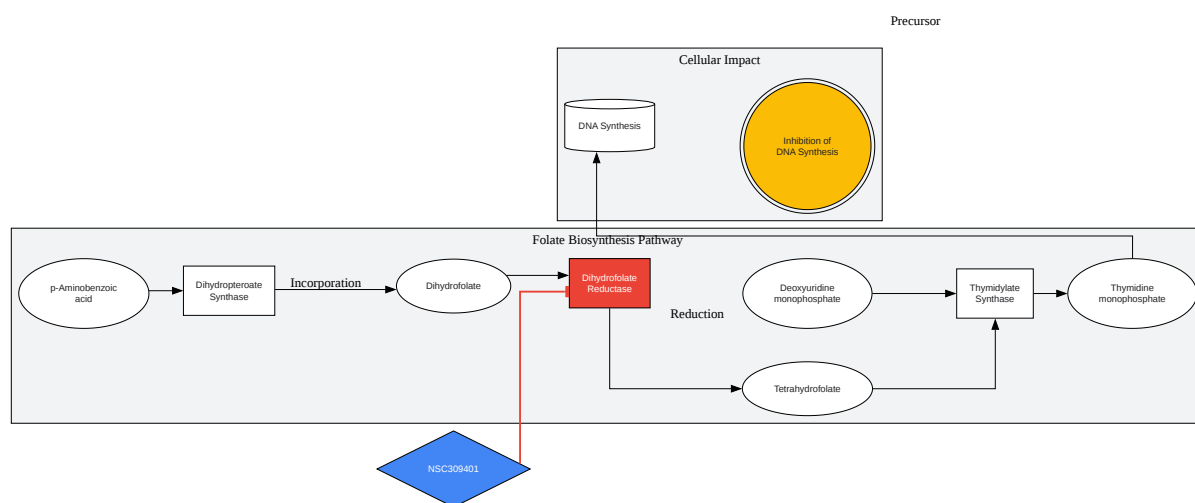 Precursor
Cellular Impact
DNA Synthesis
Inhibition of
DNA Synthesis
Folate Biosynthesis Pathway
p-Aminobenzoic
acid
Dihydropteroate
Synthase
Incorporation
Dihydrofolate
Dihydrofolate
Reductase
Reduction
Deoxyuridine
monophosphate
Thymidylate
Synthase
Thymidine
monophosphate
Tetrahydrofolate
NSC309401